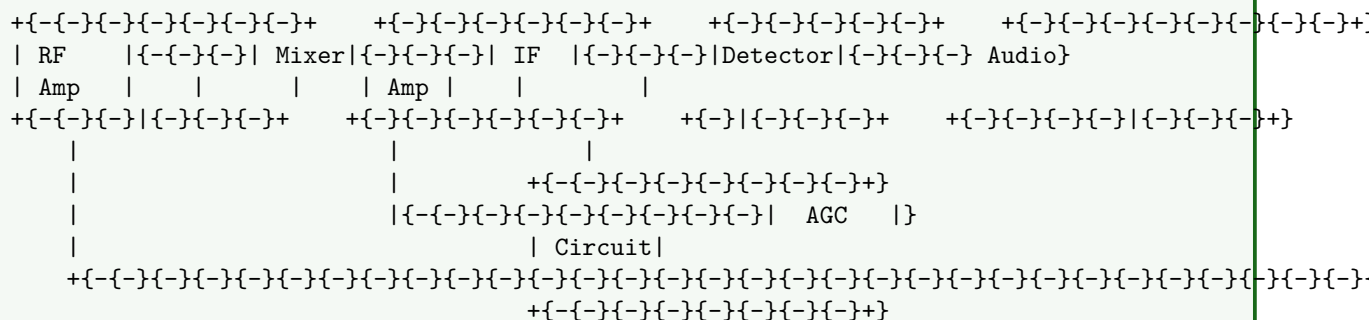 +{-{-}{-}{-}{-}{-}{-}+ +{-}{-}{-}{-}{-}{-}+ +{-}{-}{-}{-}{-}+ +{-}{-}{-}{-}{-}{-}{-}{-}{-}+}
| RF |{-{-}{-}| Mixer|{-}{-}{-}| IF |{-}{-}{-}|Detector|{-}{-}{-} Audio}
| Amp | | | | Amp | | |
+{-{-}{-}|{-}{-}{-}+ +{-}{-}{-}{-}{-}{-}+ +{-}|{-}{-}{-}+ +{-}{-}{-}{-}|{-}{-}{-}+}
| | |
| | +{-{-}{-}{-}{-}{-}{-}{-}+}
| |{-{-}{-}{-}{-}{-}{-}{-}{-}| AGC |}
| | Circuit|
+{-{-}{-}{-}{-}{-}{-}{-}{-}{-}{-}{-}{-}{-}{-}{-}{-}{-}{-}{-}{-}{-}{-}{-}{-}{-}{-}{-}{-}{-}
+{-{-}{-}{-}{-}{-}{-}{-}+}